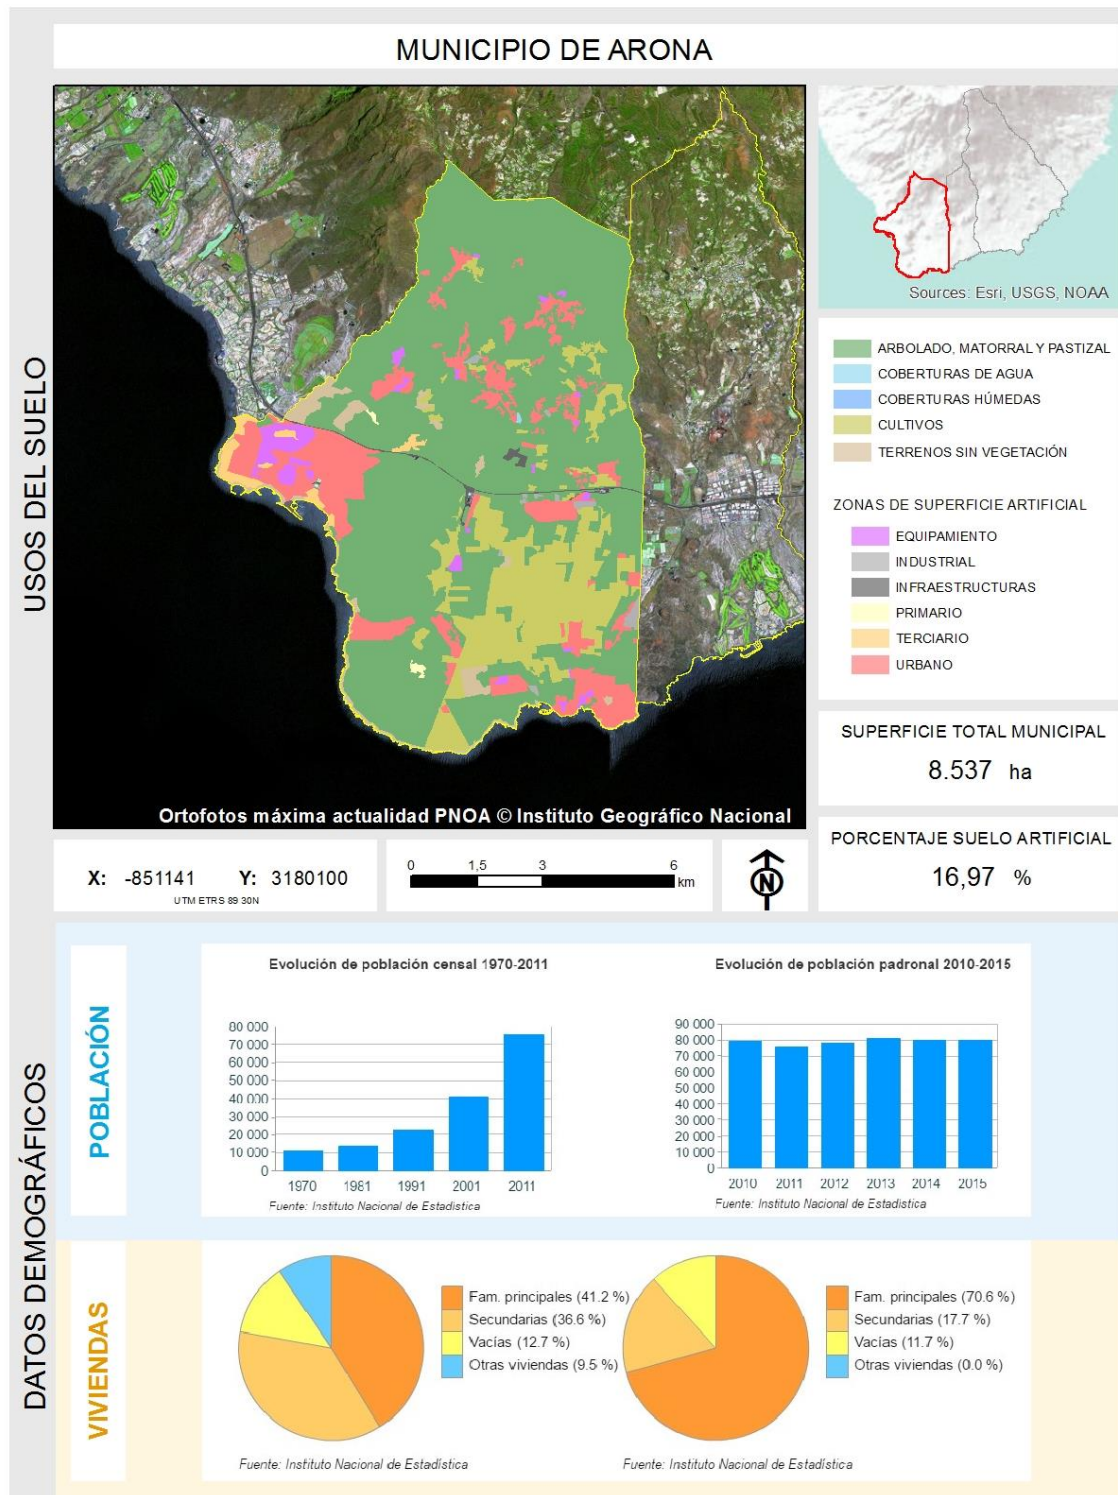 MUNICIPIO DE ARONA
USOS DEL SUELO
Sources: Esri, USGS, NOAA
ARBOLADO, MATORRAL Y PASTIZAL
COBERTURAS DE AGUA
COBERTURAS HÚMEDAS
CULTIVOS
TERRENOS SIN VEGETACIÓN
ZONAS DE SUPERFICIE ARTIFICIAL
EQUIPAMIENTO
INDUSTRIAL
INFRAESTRUCTURAS
PRIMARIO
TERCIARIO
URBANO
SUPERFICIE TOTAL MUNICIPAL
8.537 ha
Ortofotos máxima actualidad PNOA © Instituto Geográfico Nacional
PORCENTAJE SUELO ARTIFICIAL
16,97 %
X: -851141 Y: 3180100
UTM ETRS 89 30N
0 1,5 3 6
km
N
DATOS DEMOGRÁFICOS
POBLACIÓN
Evolución de población censal 1970-2011
80 000
70 000
60 000
50 000
40 000
30 000
20 000
10 000
0
1970 1981 1991 2001 2011
Fuente: Instituto Nacional de Estadistica
Evolución de población padronal 2010-2015
90 000
80 000
70 000
60 000
50 000
40 000
30 000
20 000
10 000
0
2010 2011 2012 2013 2014 2015
Fuente: Instituto Nacional de Estadística
VIVIENDAS
Fam. principales (41.2 %)
Secundarias (36.6 %)
Vacías (12.7 %)
Otras viviendas (9.5 %)
Fuente: Instituto Nacional de Estadística
Fam. principales (70.6 %)
Secundarias (17.7 %)
Vacías (11.7 %)
Otras viviendas (0.0 %)
Fuente: Instituto Nacional de Estadística